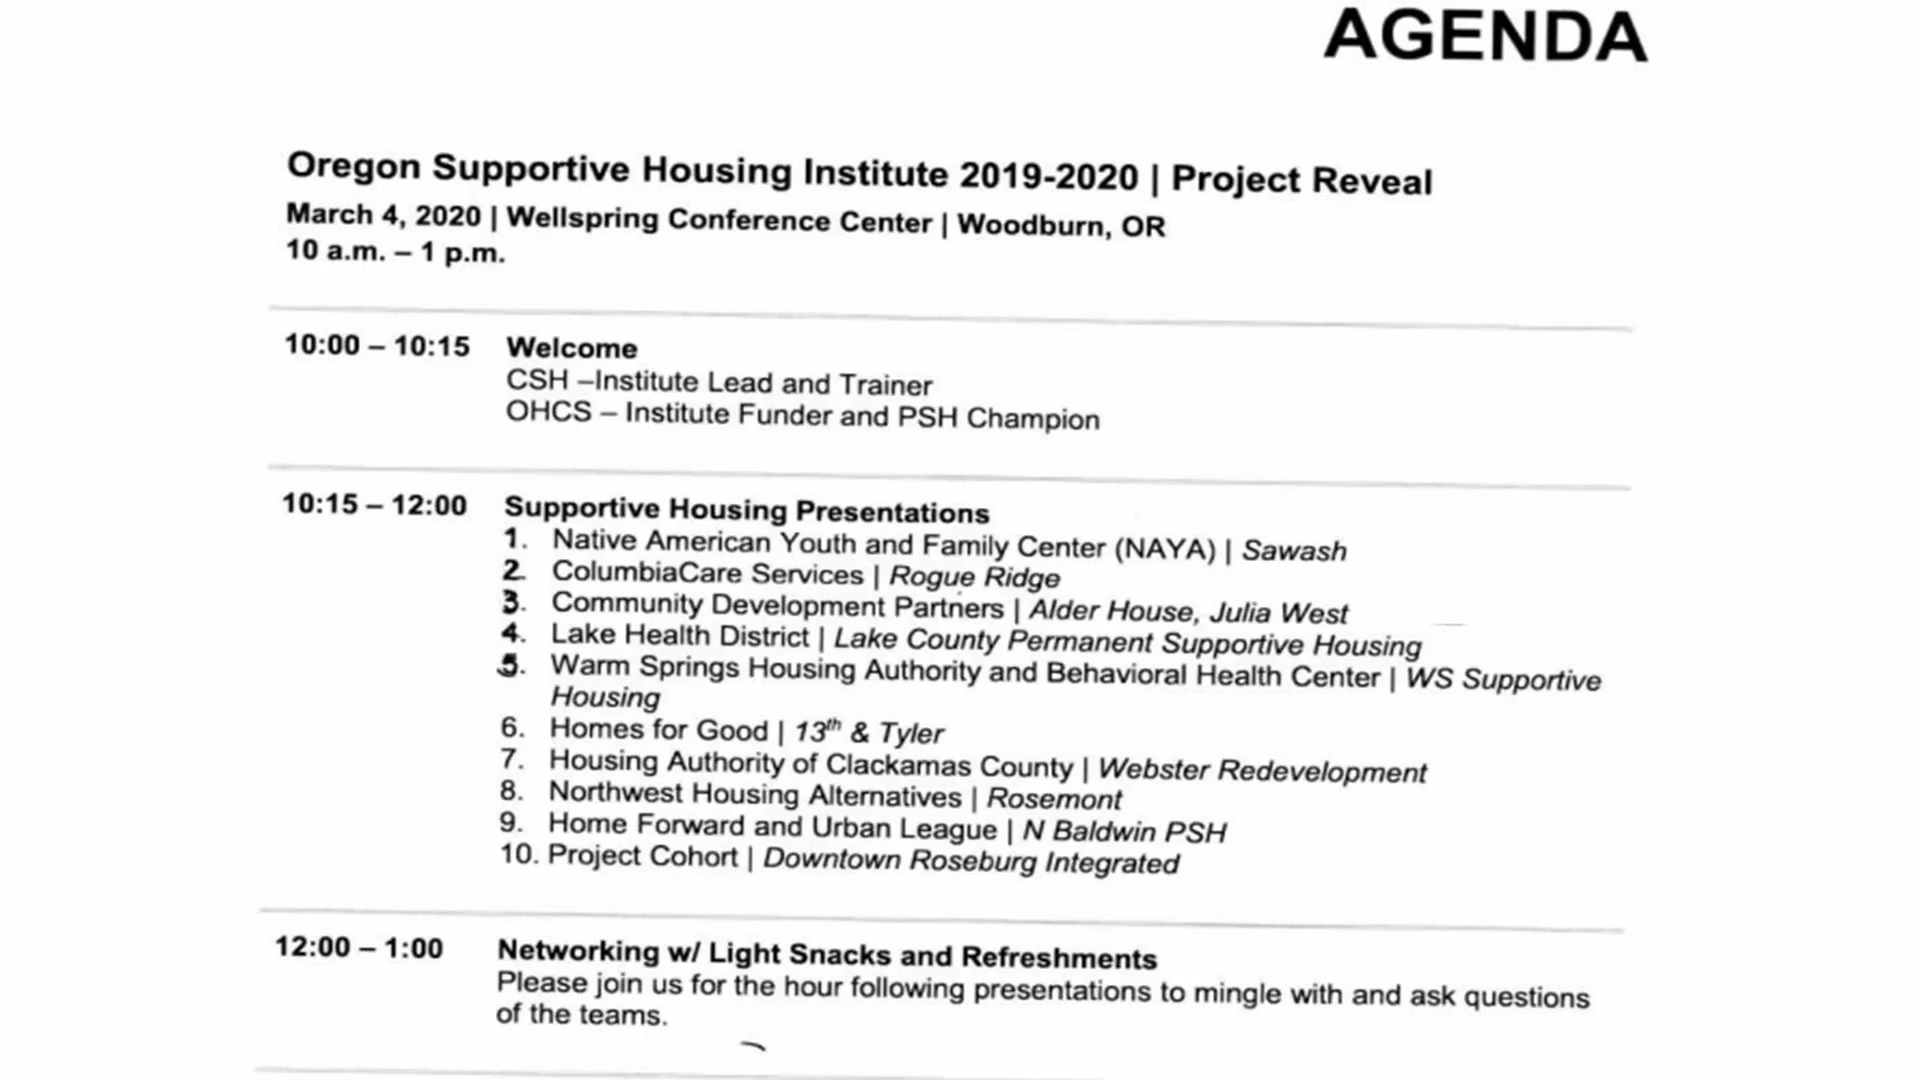 AGENDA
Oregon Supportive Housing Institute 2019-2020 | Project Reveal
March 4, 2020 | Wellspring Conference Center | Woodburn, OR
10 a.m. – 1 p.m.
10:00 – 10:15 Welcome
CSH –Institute Lead and Trainer
OHCS – Institute Funder and PSH Champion
10:15 – 12:00 Supportive Housing Presentations
1. Native American Youth and Family Center (NAYA) | Sawash
2. ColumbiaCare Services | Rogue Ridge
3. Community Development Partners | Alder House, Julia West
4. Lake Health District | Lake County Permanent Supportive Housing
5. Warm Springs Housing Authority and Behavioral Health Center | WS Supportive
Housing
6. Homes for Good | 13th & Tyler
7. Housing Authority of Clackamas County | Webster Redevelopment
8. Northwest Housing Alternatives | Rosemont
9. Home Forward and Urban League | N Baldwin PSH
10. Project Cohort | Downtown Roseburg Integrated
12:00 – 1:00 Networking w/ Light Snacks and Refreshments
Please join us for the hour following presentations to mingle with and ask questions
of the teams.